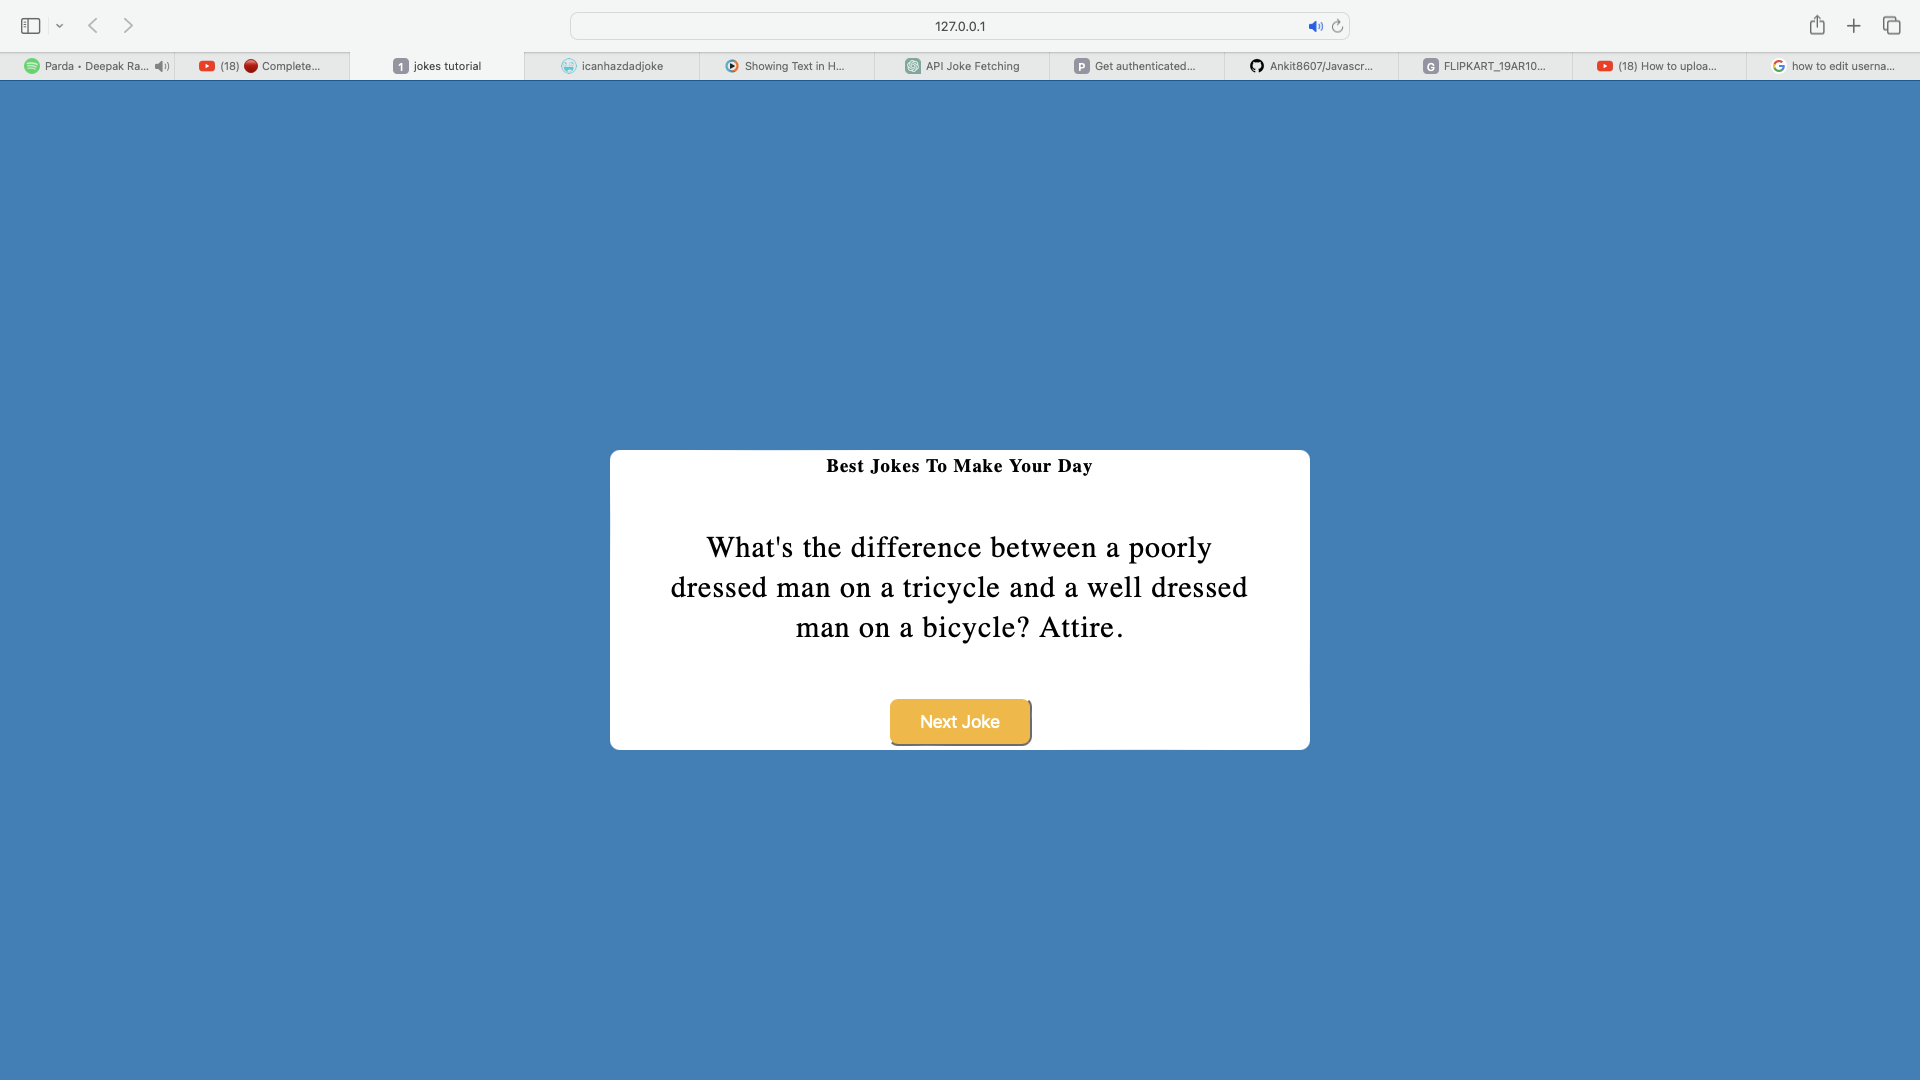 127.0.0.1
Parda • Deepak Ra...
(18) Complete...
1 jokes tutorial
icanhazdadjoke
Showing Text in H...
API Joke Fetching
P Get authenticated...
Ankit8607/Javascr...
G FLIPKART_19AR10...
(18) How to uploa...
how to edit userna...
Best Jokes To Make Your Day
What's the difference between a poorly
dressed man on a tricycle and a well dressed
man on a bicycle? Attire.
Next Joke